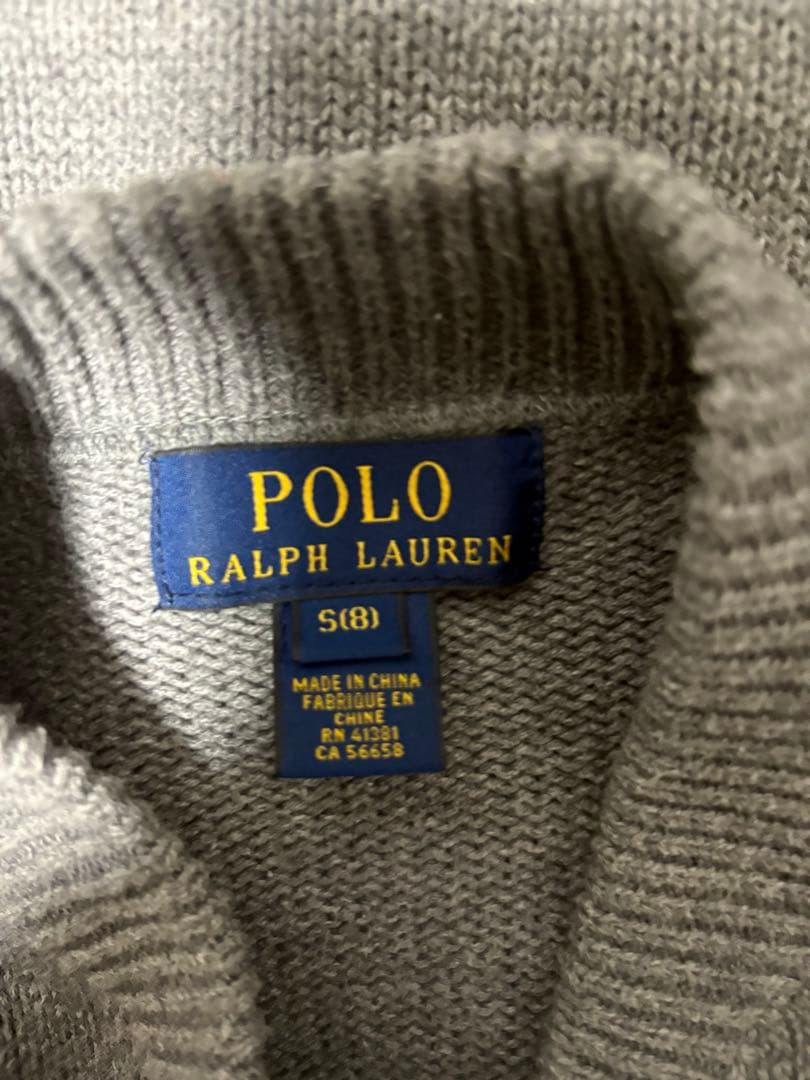 POLO
RALPH LAUREN
S(8)
MADE IN CHINA
FABRIQUE EN
CHINE
RN 41381
CA 56658